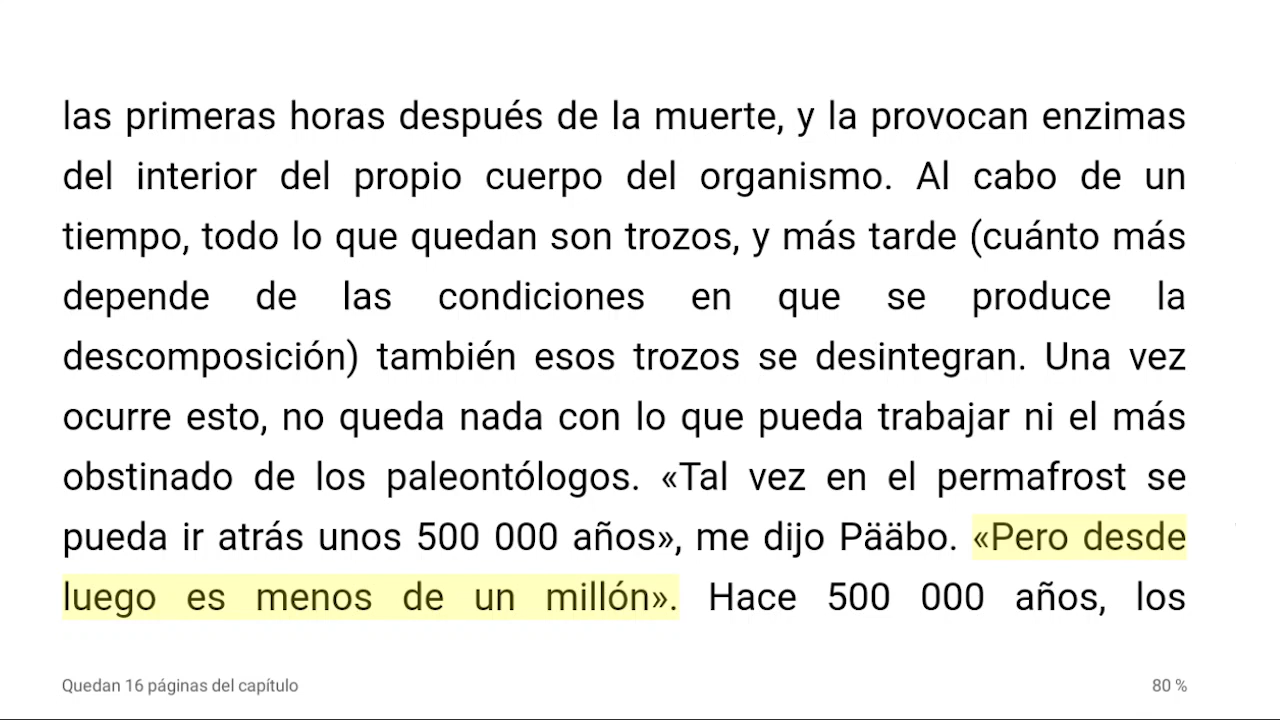 las primeras horas después de la muerte, y la provocan enzimas
del interior del propio cuerpo del organismo. Al cabo de un
tiempo, todo lo que quedan son trozos, y más tarde (cuánto más
depende de las condiciones en que se produce la
descomposición) también esos trozos se desintegran. Una vez
ocurre esto, no queda nada con lo que pueda trabajar ni el más
obstinado de los paleontólogos. «Tal vez en el permafrost se
pueda ir atrás unos 500 000 años», me dijo Pääbo. «Pero desde
luego es menos de un millón». Hace 500 000 años, los
Quedan 16 páginas del capítulo
80 %